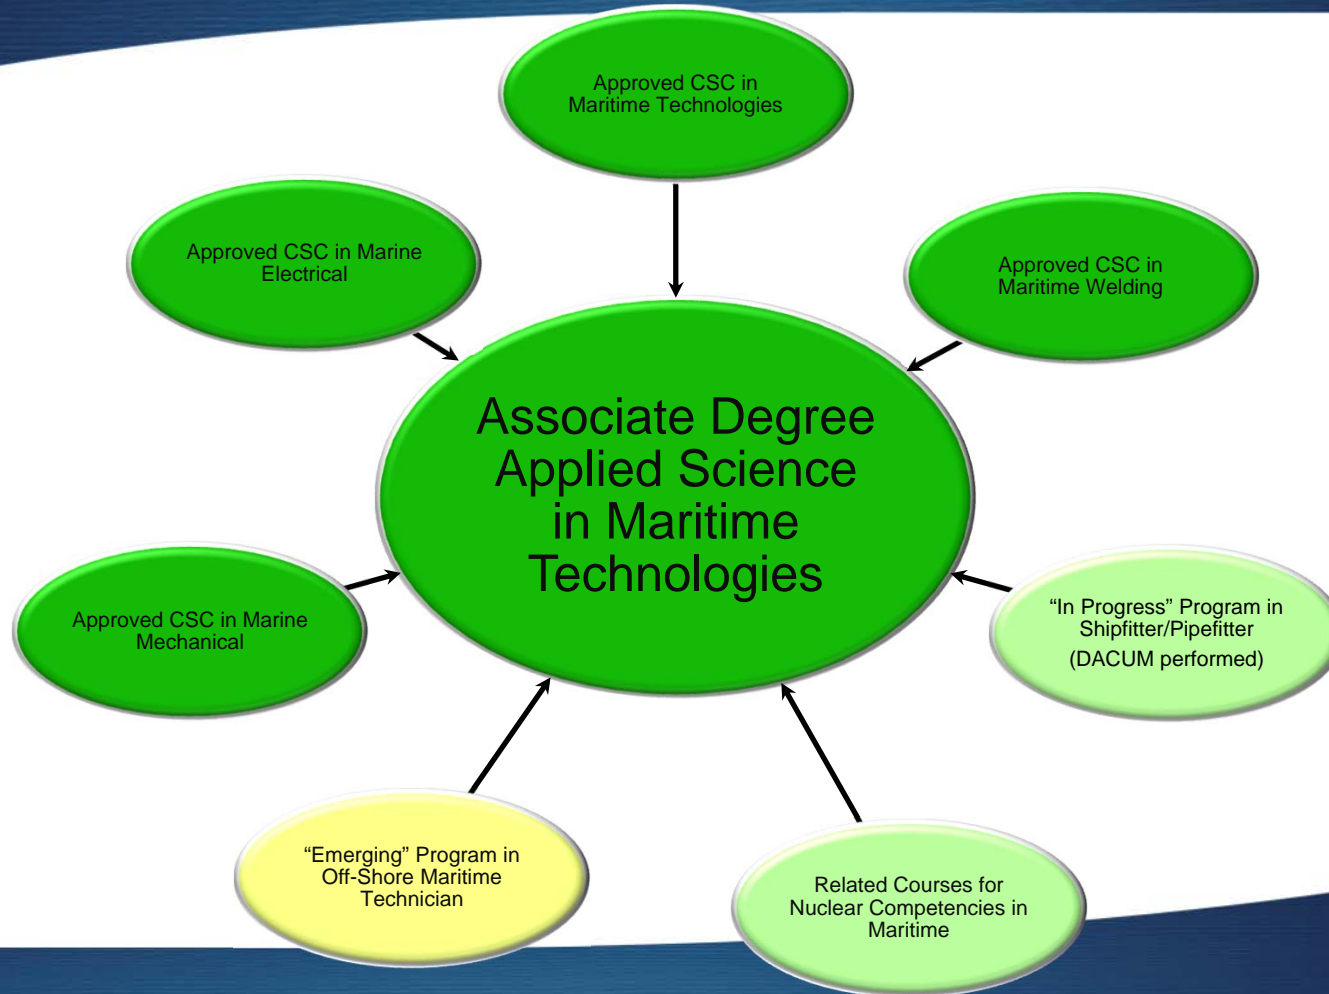 Approved CSC in
Maritime Technologies
Approved CSC in Marine
Electrical
Approved CSC in
Maritime Welding
Associate Degree
Applied Science
in Maritime
Technologies
Approved CSC in Marine
Mechanical
“In Progress” Program in
Shipfitter/Pipefitter
(DACUM performed)
“Emerging” Program in
Off-Shore Maritime
Technician
Related Courses for
Nuclear Competencies in
Maritime